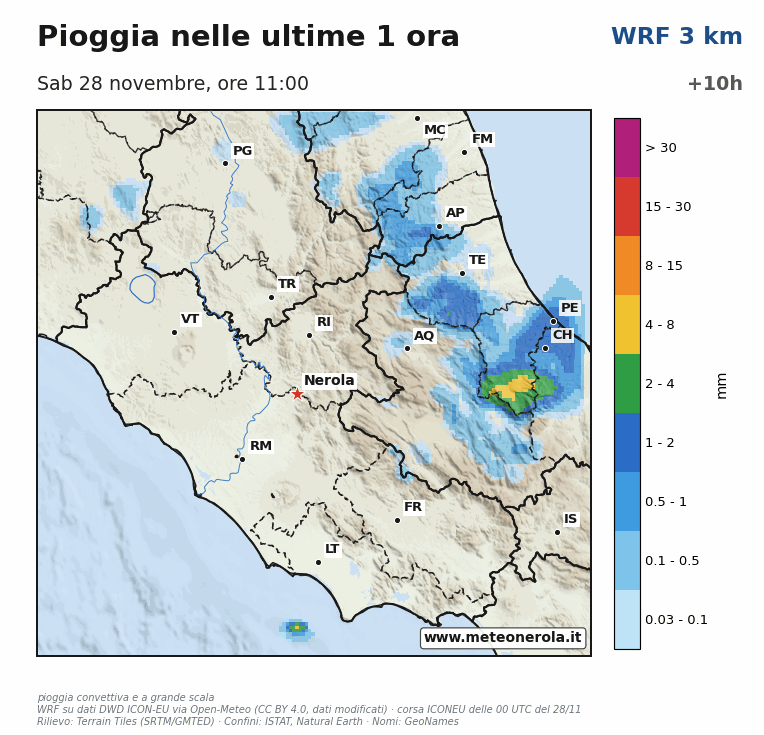 Pioggia nelle ultime 1 ora
WRF 3 km
Sab 28 novembre, ore 11:00
+10h
MC
FM
PG
AP
TE
TR
PE
VT
RI
AQ
CH
Nerola
RM
FR
IS
LT
www.meteonerola.it
> 30
15 - 30
8 - 15
4 - 8
2 - 4
1 - 2
0.5 - 1
0.1 - 0.5
0.03 - 0.1
mm
pioggia convettiva e a grande scala
WRF su dati DWD ICON-EU via Open-Meteo (CC BY 4.0, dati modificati) · corsa ICONEU delle 00 UTC del 28/11
Rilievo: Terrain Tiles (SRTM/GMTED) · Confini: ISTAT, Natural Earth · Nomi: GeoNames